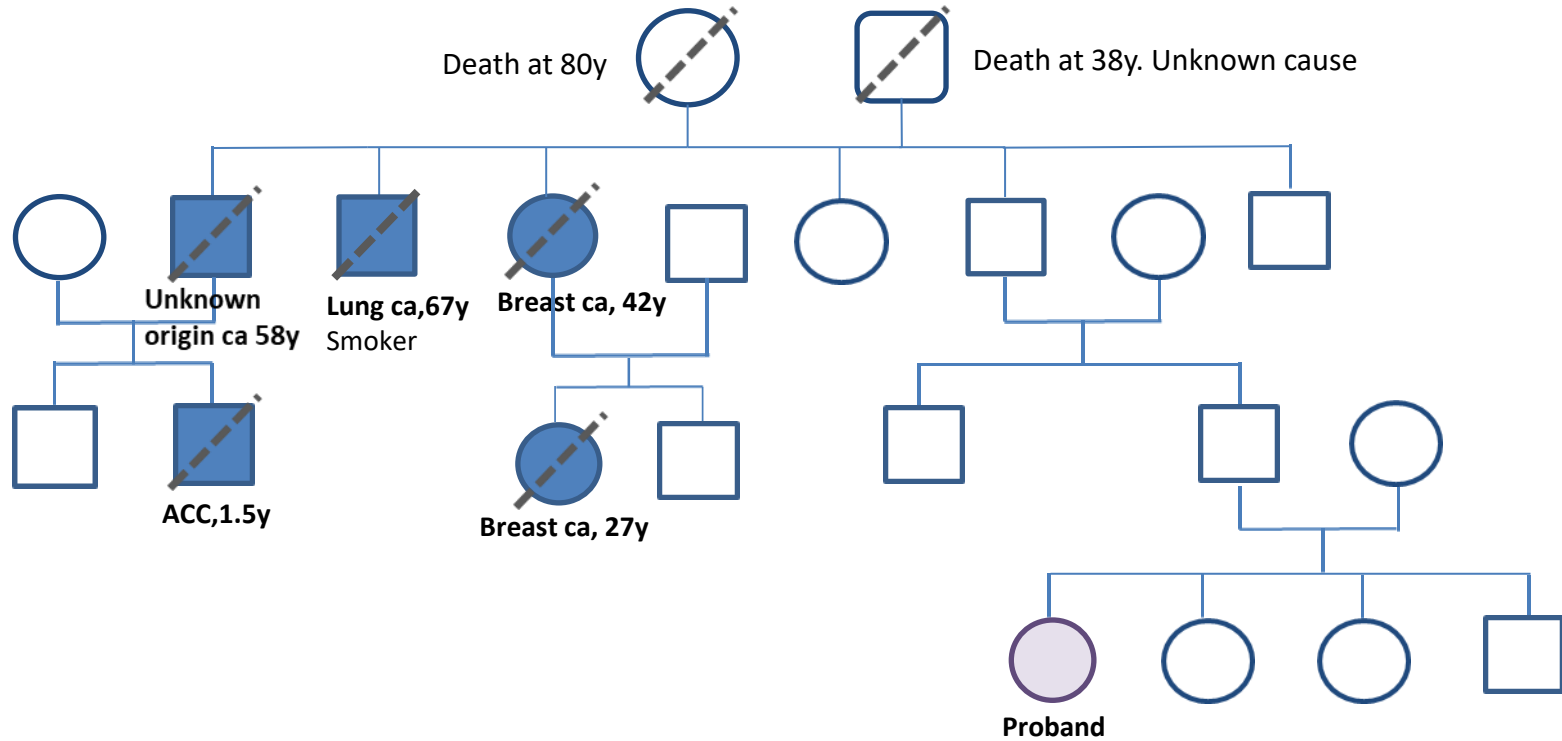 Death at 80y
Death at 38y. Unknown cause
Unknown
origin ca 58y
Lung ca,67y
Smoker
Breast ca, 42y
ACC,1.5y
Breast ca, 27y
Proband